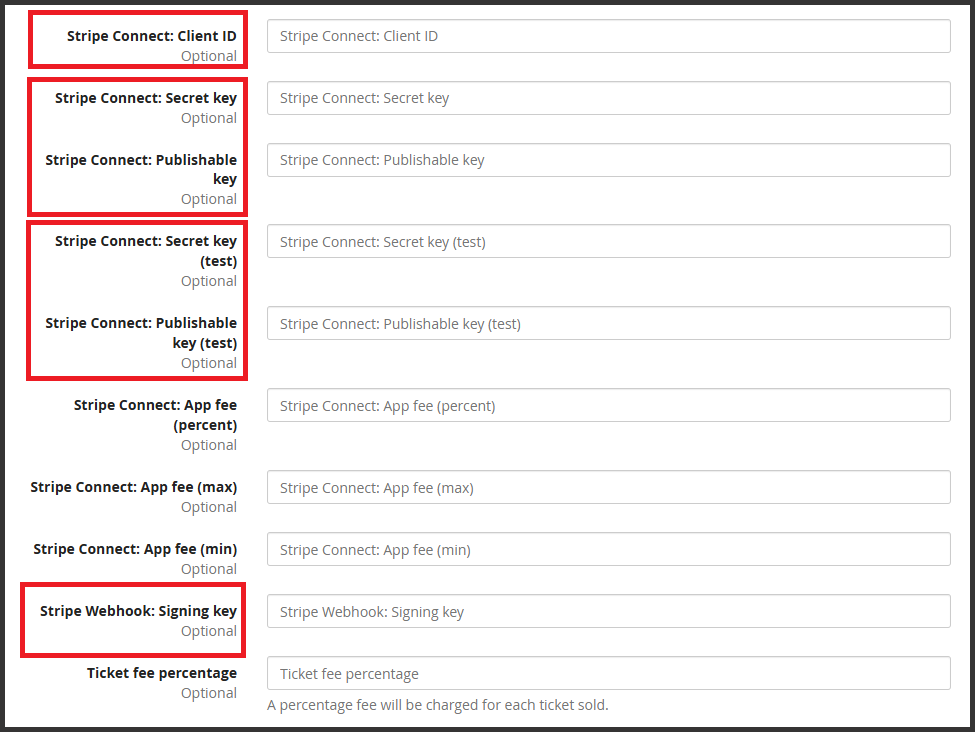 Stripe Connect: Client ID
Optional
Stripe Connect: Client ID
Stripe Connect: Secret key
Optional
Stripe Connect: Secret key
Stripe Connect: Publishable
key
Optional
Stripe Connect: Publishable key
Stripe Connect: Secret key
(test)
Optional
Stripe Connect: Secret key (test)
Stripe Connect: Publishable
key (test)
Optional
Stripe Connect: Publishable key (test)
Stripe Connect: App fee
(percent)
Optional
Stripe Connect: App fee (percent)
Stripe Connect: App fee (max)
Optional
Stripe Connect: App fee (max)
Stripe Connect: App fee (min)
Optional
Stripe Connect: App fee (min)
Stripe Webhook: Signing key
Optional
Stripe Webhook: Signing key
Ticket fee percentage
Optional
Ticket fee percentage
A percentage fee will be charged for each ticket sold.